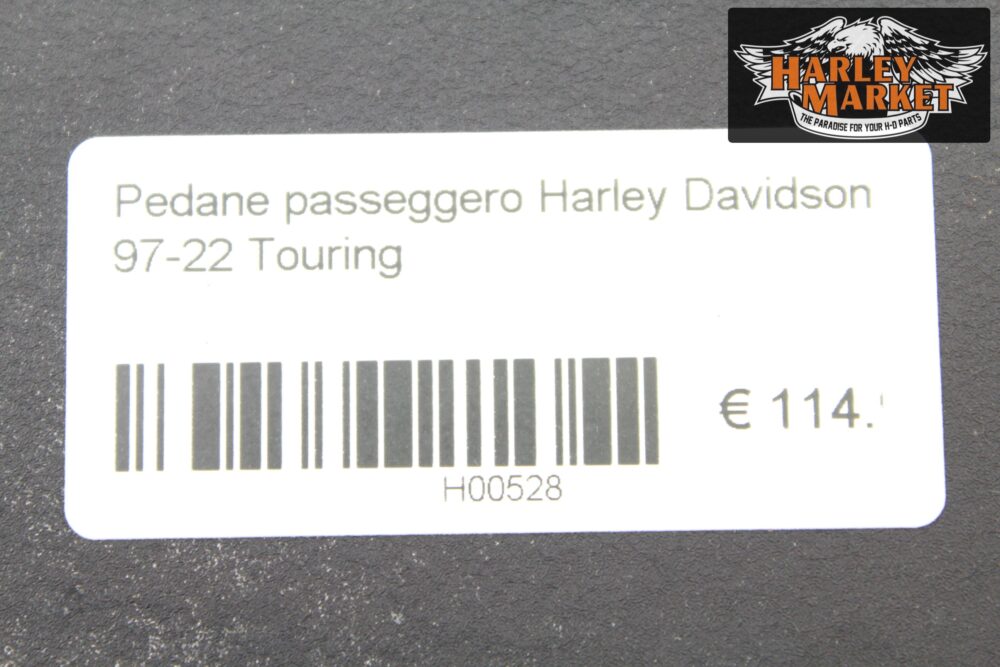 HARLEY
MARKET
THE PARADISE FOR YOUR H-D PARTS
Pedane passeggero Harley Davidson
97-22 Touring
€ 114.
H00528